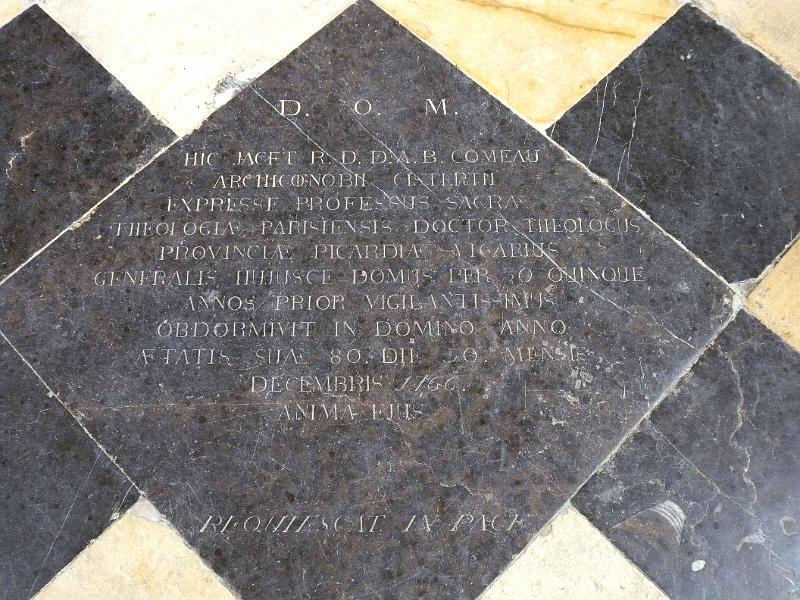 D. O. M.
HIC JACET R. D. D. A. B. COMEAU
ARCHICŒNOBII CISTERTII
EXPRESSE PROFESSUS SACRÆ
THEOLOGIÆ PARISIENSIS DOCTOR THEOLOGUS
PROVINCIÆ PICARDIÆ VICARIUS
GENERALIS HUJUSCE DOMUS PER 30 QUINQUE
ANNOS PRIOR VIGILANTISSIMUS
OBDORMIVIT IN DOMINO ANNO
ÆTATIS SUÆ 80. DIE MENSIS
DECEMBRIS
ANIMA EJUS
REQUIESCAT IN PACE